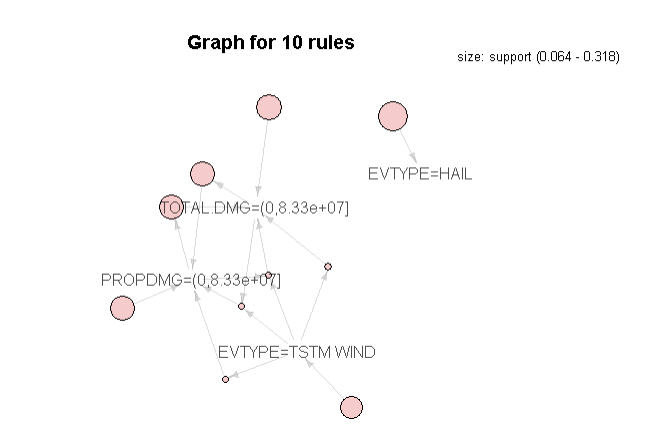 Graph for 10 rules
size: support (0.064 - 0.318)
EVTYPE=HAIL
TOTAL.DMG=(0,8.33e+07]
PROPDMG=(0,8.33e+07]
EVTYPE=TSTM WIND